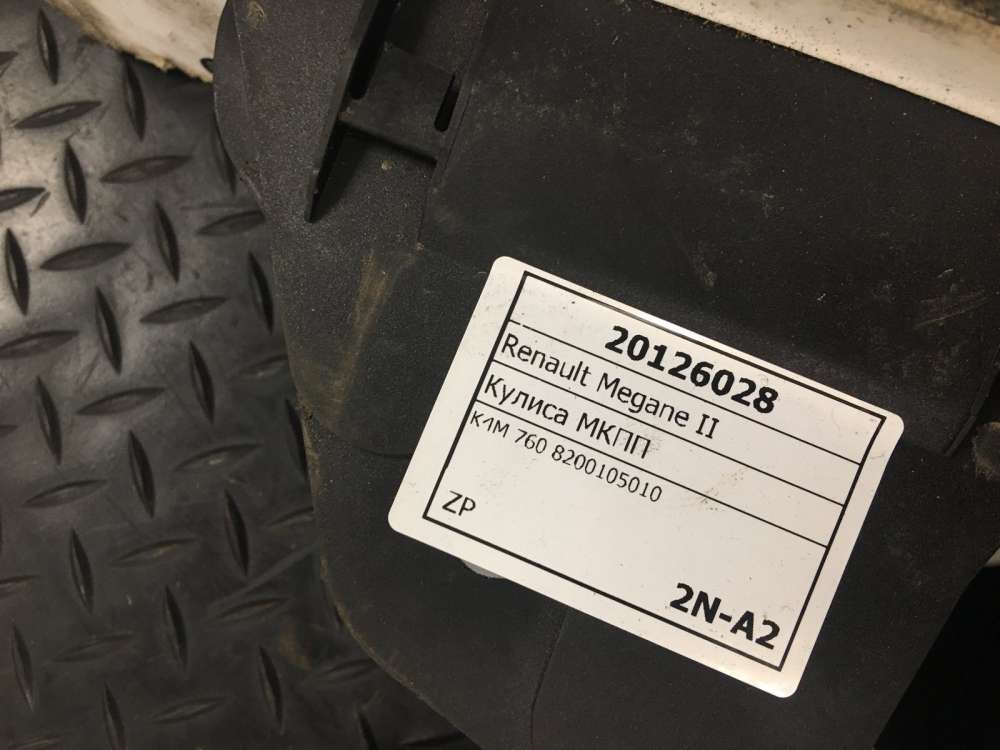 20126028
Renault Megane II
Кулиса МКПП
K4M 760 8200105010
ZP
2N-A2